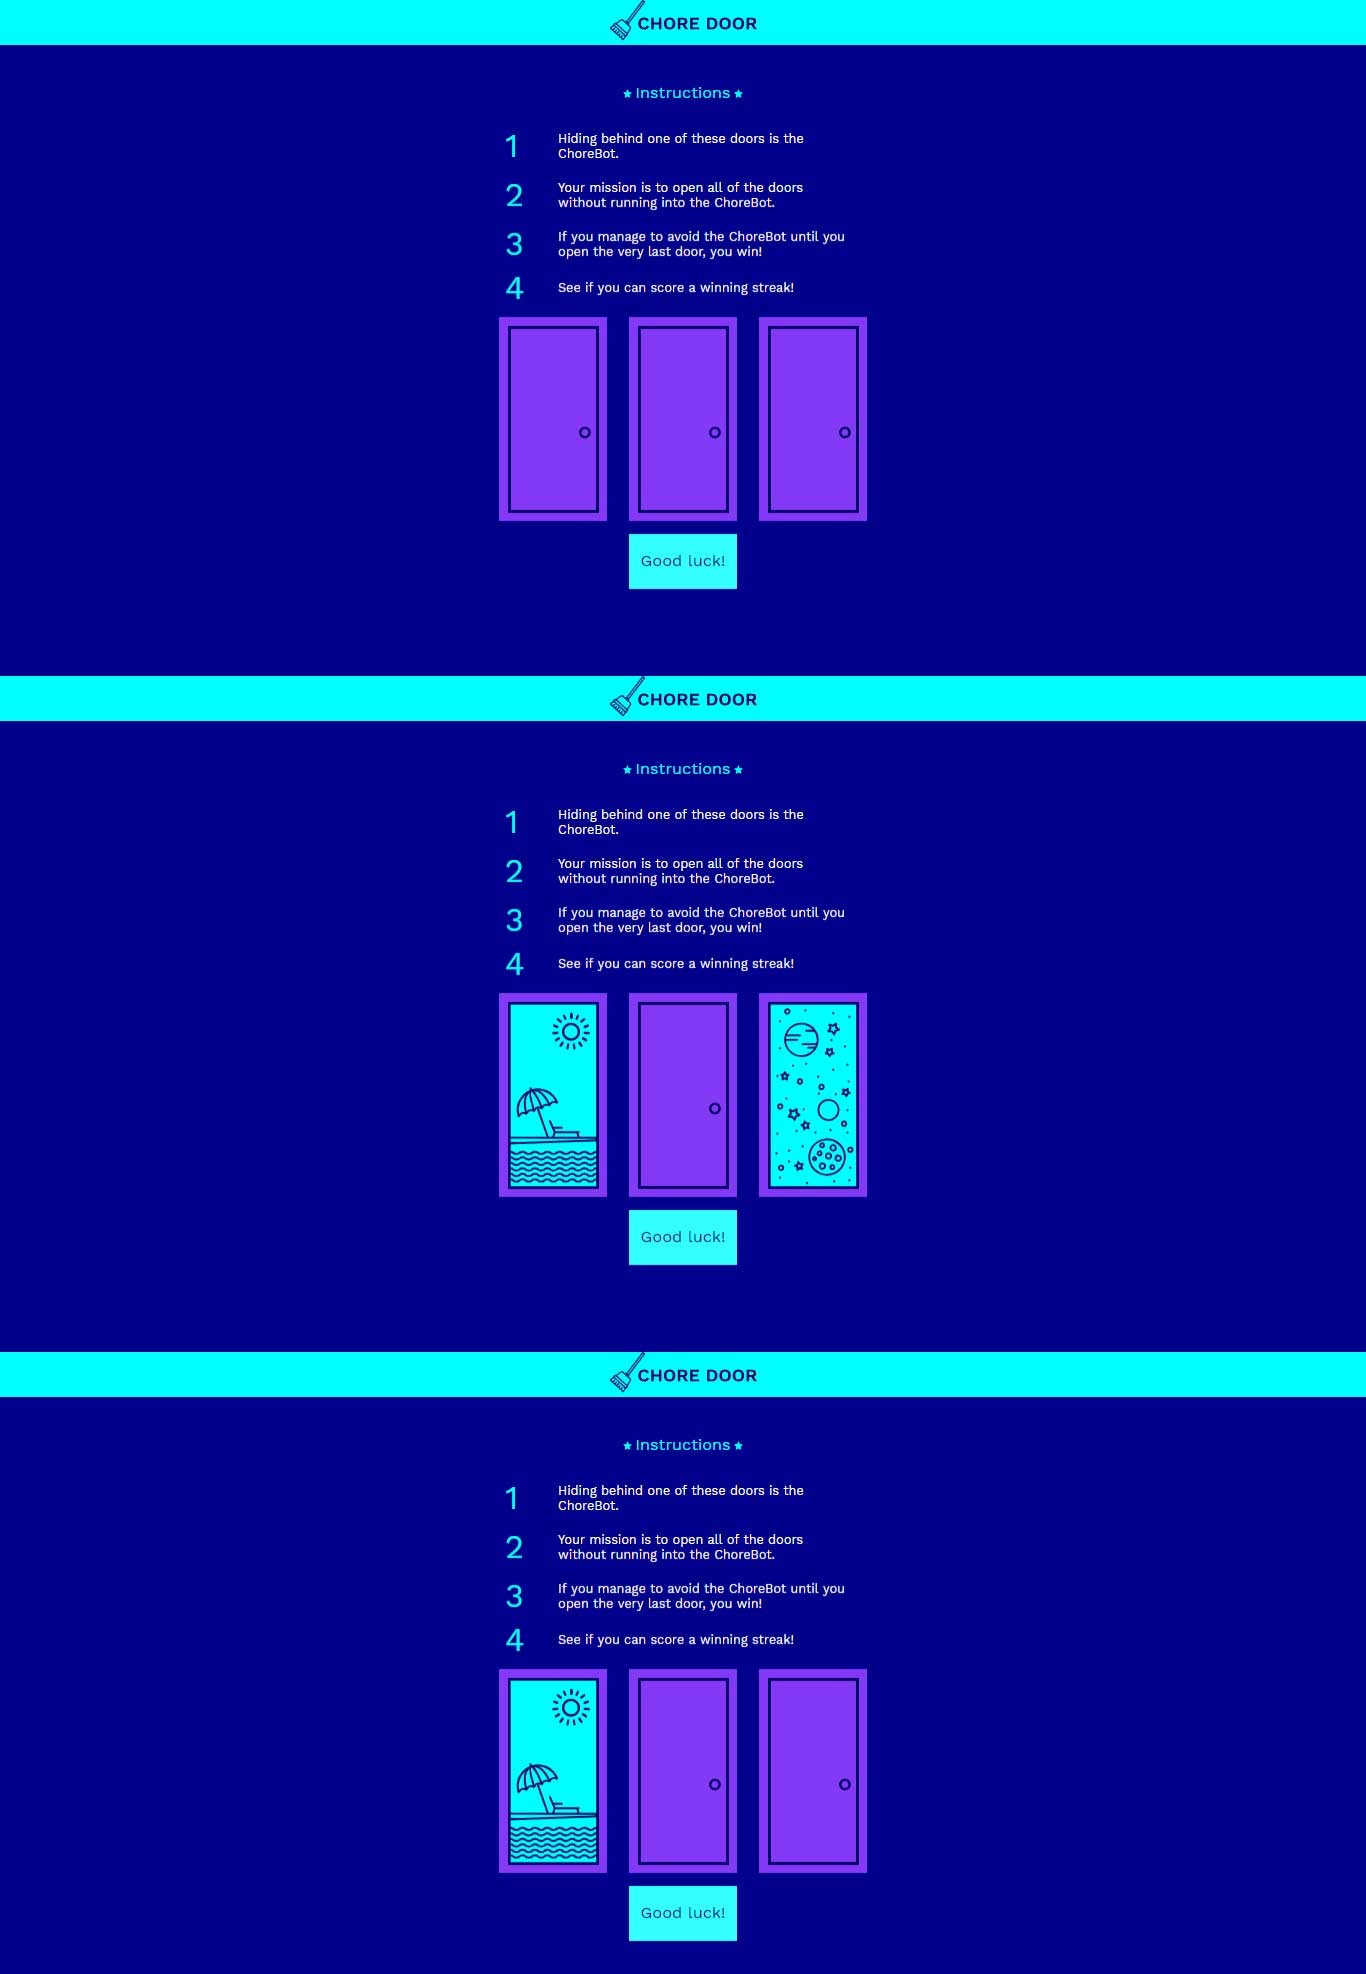 CHORE DOOR
Instructions
1
Hiding behind one of these doors is the
ChoreBot.
2
Your mission is to open all of the doors
without running into the ChoreBot.
3
If you manage to avoid the ChoreBot until you
open the very last door, you win!
4
See if you can score a winning streak!
Good luck!
CHORE DOOR
Instructions
1
Hiding behind one of these doors is the
ChoreBot.
2
Your mission is to open all of the doors
without running into the ChoreBot.
3
If you manage to avoid the ChoreBot until you
open the very last door, you win!
4
See if you can score a winning streak!
Good luck!
CHORE DOOR
Instructions
1
Hiding behind one of these doors is the
ChoreBot.
2
Your mission is to open all of the doors
without running into the ChoreBot.
3
If you manage to avoid the ChoreBot until you
open the very last door, you win!
4
See if you can score a winning streak!
Good luck!